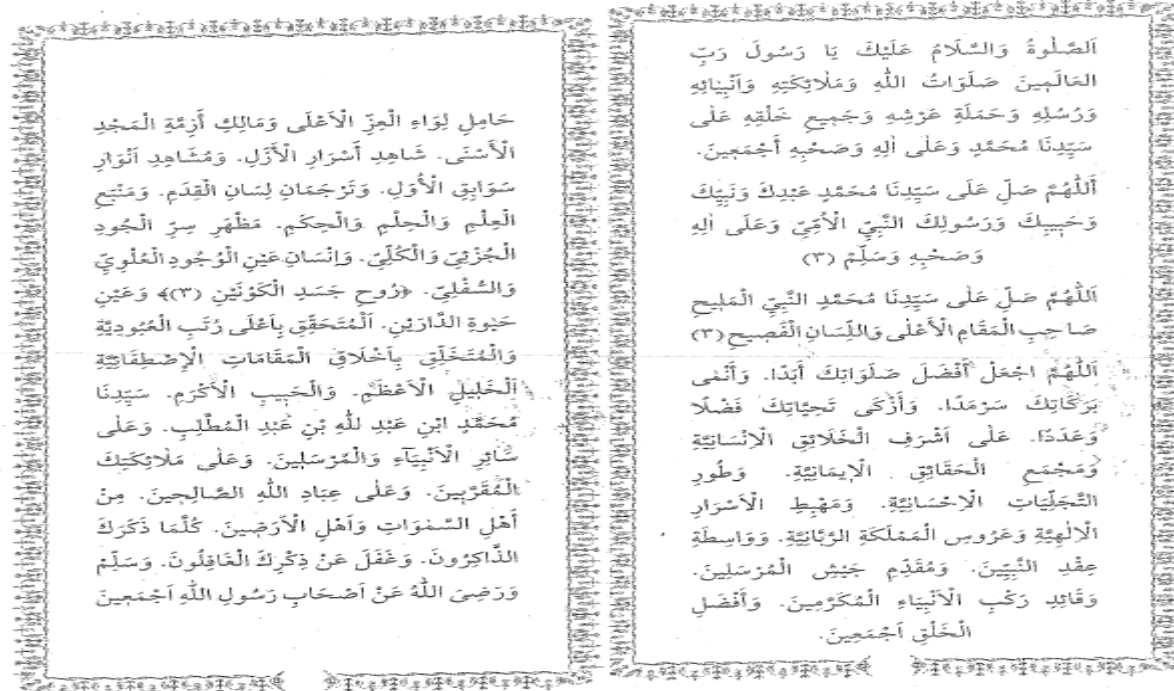 اَلصَّلٰوةُ وَالسَّلَامُ عَلَيْكَ يَا رَسُولَ رَبِّ
الْعَالَمِينَ صَلَوَاتُ اللّٰهِ وَمَلَائِكَتِهِ وَاَنْبِيَائِهِ
وَرُسُلِهِ وَحَمَلَةِ عَرْشِهِ وَجَمِيعِ خَلْقِهِ عَلٰى
سَيِّدِنَا مُحَمَّدٍ وَعَلٰى اٰلِهِ وَصَحْبِهِ أَجْمَعِينَ.
اَللّٰهُمَّ صَلِّ عَلَى سَيِّدِنَا مُحَمَّدٍ عَبْدِكَ وَنَبِيِّكَ
وَحَبِيبِكَ وَرَسُولِكَ النَّبِيِّ الْاُمِّيِّ وَعَلَى اٰلِهِ
وَصَحْبِهِ وَسَلِّمْ (٣)
اَللّٰهُمَّ صَلِّ عَلٰى سَيِّدِنَا مُحَمَّدٍ النَّبِيِّ الْمَلِيحِ
صَاحِبِ الْمَقَامِ الْأَعْلٰى وَاللِّسَانِ الْفَصِيحِ (٣)
اَللّٰهُمَّ اجْعَلْ أَفْضَلَ صَلَوَاتِكَ أَبَدًا. وَأَنْمٰى
بَرَكَاتِكَ سَرْمَدًا. وَأَزْكَى تَحِيَّاتِكَ فَضْلًا
وَعَدَدًا. عَلٰى اَشْرَفِ الْخَلَائِقِ الْاِنْسَانِيَّةِ
وَمَجْمَعِ الْحَقَائِقِ الْاِيمَانِيَّةِ. وَطُورِ
التَّجَلِّيَاتِ الْاِحْسَانِيَّةِ. وَمَهْبِطِ الْاَسْرَارِ
الْاِلٰهِيَّةِ وَعَرُوسِ الْمَمْلَكَةِ الرَّبَّانِيَّةِ. وَوَاسِطَةِ
عِقْدِ النَّبِيِّينَ. وَمُقَدِّمِ جَيْشِ الْمُرْسَلِينَ.
وَقَائِدِ رَكْبِ الْاَنْبِيَاءِ الْمُكَرَّمِينَ. وَأَفْضَلِ
الْخَلْقِ اَجْمَعِينَ.
حَامِلِ لِوَاءِ الْعِزِّ الْاَعْلَى وَمَالِكِ أَزِمَّةِ الْمَجْدِ
الْأَسْنَى. شَاهِدِ أَسْرَارِ الْأَزَلِ. وَمُشَاهِدِ اَنْوَارِ
سَوَابِقِ الْاُوَلِ. وَتَرْجَمَانِ لِسَانِ الْقِدَمِ. وَمَنْبَعِ
الْعِلْمِ وَالْحِلْمِ وَالْحِكَمِ. مَظْهَرِ سِرِّ الْجُودِ
الْجُزْئِيِّ وَالْكُلِّيِّ. وَاِنْسَانِ عَيْنِ الْوُجُودِ الْعُلْوِيِّ
وَالسُّفْلِيِّ. ﴿رُوحِ جَسَدِ الْكَوْنَيْنِ (٣)﴾ وَعَيْنِ
حَيٰوةِ الدَّارَيْنِ. اَلْمُتَحَقِّقِ بِاَعْلَى رُتَبِ الْعُبُودِيَّةِ
وَالْمُتَخَلِّقِ بِاَخْلَاقِ الْمَقَامَاتِ الْاِصْطِفَائِيَّةِ
اَلْخَلِيلِ الْاَعْظَمِ. وَالْحَبِيبِ الْاَكْرَمِ. سَيِّدِنَا
مُحَمَّدٍ ابْنِ عَبْدِ للّٰهِ بْنِ عَبْدِ الْمُطَّلِبِ. وَعَلٰى
سَائِرِ الْاَنْبِيَآءِ وَالْمُرْسَلِينَ. وَعَلٰى مَلَائِكَتِكَ
الْمُقَرَّبِينَ. وَعَلٰى عِبَادِ اللّٰهِ الصَّالِحِينَ. مِنْ
أَهْلِ السَّمٰوَاتِ وَاَهْلِ الْاَرَضِينَ. كُلَّمَا ذَكَرَكَ
الذَّاكِرُونَ. وَغَفَلَ عَنْ ذِكْرِكَ الْغَافِلُونَ. وَسَلِّمْ
وَرَضِىَ اللّٰهُ عَنْ اَصْحَابِ رَسُولِ اللّٰهِ اَجْمَعِينَ